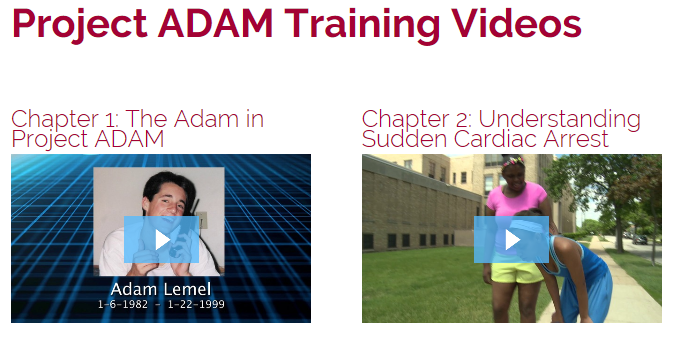 Project ADAM Training Videos
Chapter 1: The Adam in
Project ADAM
Chapter 2: Understanding
Sudden Cardiac Arrest
Adam Lemel
1-6-1982 - 1-22-1999